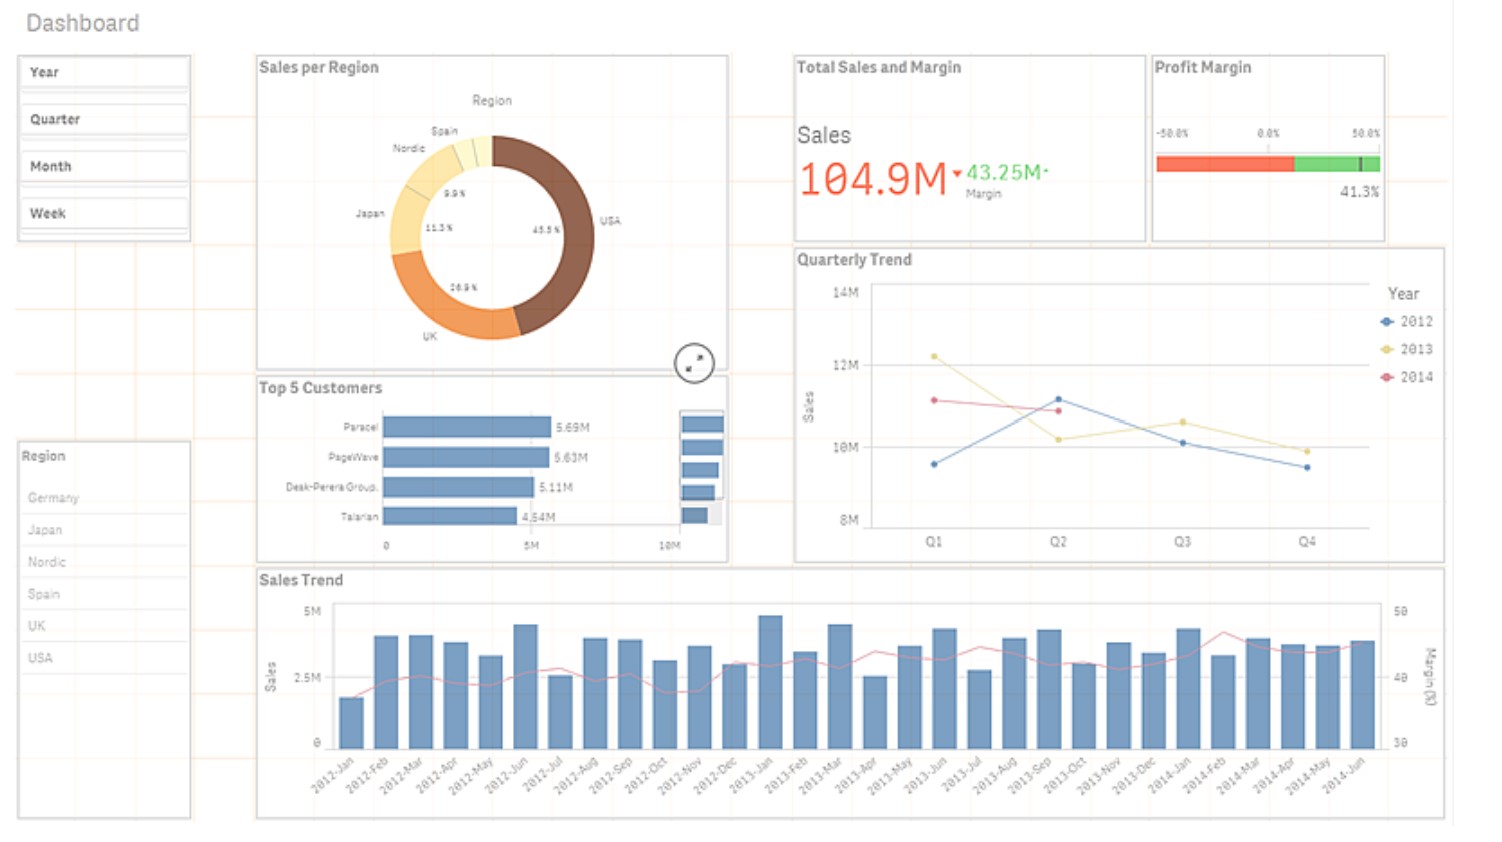 Dashboard
Year
Quarter
Month
Week
Region
Germany
Japan
Nordic
Spain
UK
USA
Sales per Region
Region
Spain
Nordic
Japan
UK
USA
9.9%
11.3%
45.5%
26.9%
Top 5 Customers
Paracel 5.69M
PageWave 5.63M
Deak-Perera Group. 5.11M
Talarian 4.54M
0 5M 10M
Total Sales and Margin
Sales
104.9M 43.25M
Margin
Profit Margin
-50.0% 0.0% 50.0%
41.3%
Quarterly Trend
14M
12M
10M
8M
Sales
Q1 Q2 Q3 Q4
Year
2012
2013
2014
Sales Trend
5M
2.5M
0
Sales
50
40
30
Margin (%)
2012-Jan 2012-Feb 2012-Mar 2012-Apr 2012-May 2012-Jun 2012-Jul 2012-Aug 2012-Sep 2012-Oct 2012-Nov 2012-Dec 2013-Jan 2013-Feb 2013-Mar 2013-Apr 2013-May 2013-Jun 2013-Jul 2013-Aug 2013-Sep 2013-Oct 2013-Nov 2013-Dec 2014-Jan 2014-Feb 2014-Mar 2014-Apr 2014-May 2014-Jun